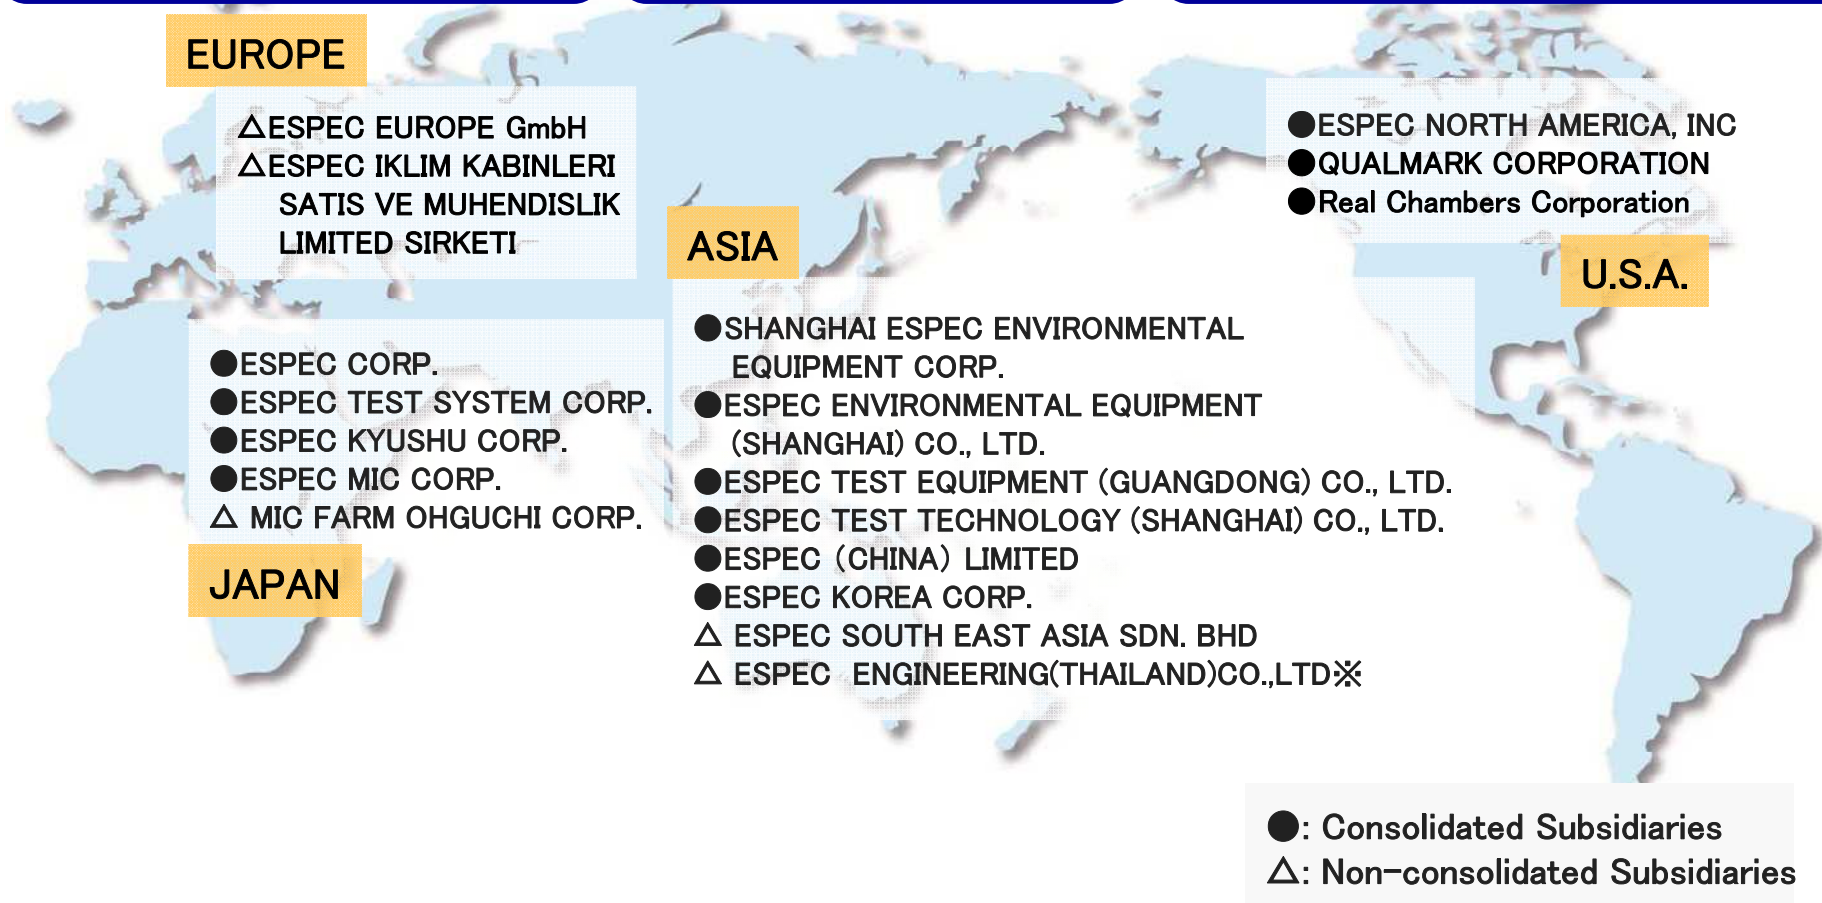 EUROPE
△ESPEC EUROPE GmbH
△ESPEC IKLIM KABINLERI
SATIS VE MUHENDISLIK
LIMITED SIRKETI
●ESPEC CORP.
●ESPEC TEST SYSTEM CORP.
●ESPEC KYUSHU CORP.
●ESPEC MIC CORP.
△ MIC FARM OHGUCHI CORP.
JAPAN
ASIA
●SHANGHAI ESPEC ENVIRONMENTAL
EQUIPMENT CORP.
●ESPEC ENVIRONMENTAL EQUIPMENT
(SHANGHAI) CO., LTD.
●ESPEC TEST EQUIPMENT (GUANGDONG) CO., LTD.
●ESPEC TEST TECHNOLOGY (SHANGHAI) CO., LTD.
●ESPEC （CHINA） LIMITED
●ESPEC KOREA CORP.
△ ESPEC SOUTH EAST ASIA SDN. BHD
△ ESPEC ENGINEERING(THAILAND)CO.,LTD※
●ESPEC NORTH AMERICA, INC
●QUALMARK CORPORATION
●Real Chambers Corporation
U.S.A.
●: Consolidated Subsidiaries
△: Non-consolidated Subsidiaries